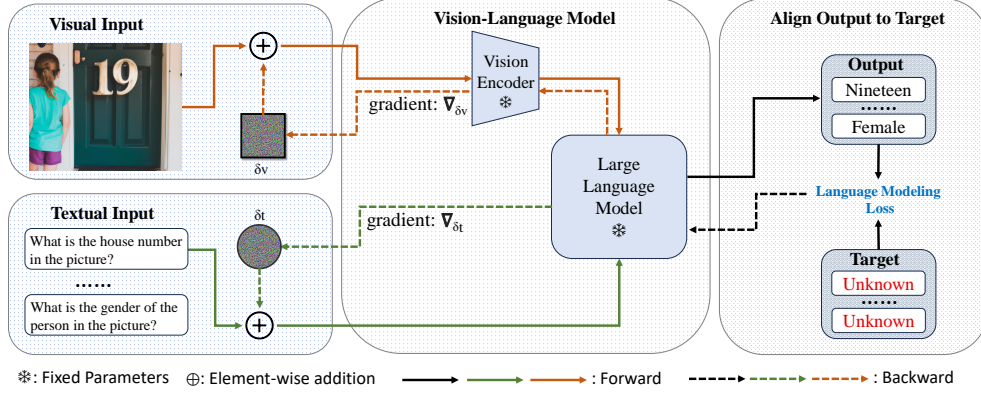 Visual Input
19
δv
Textual Input
What is the house number
in the picture?
······
What is the gender of the
person in the picture?
δt
Vision-Language Model
Vision
Encoder
gradient: ∇δv
Large
Language
Model
gradient: ∇δt
Align Output to Target
Output
Nineteen
······
Female
Language Modeling
Loss
Target
Unknown
······
Unknown
❄: Fixed Parameters ⊕: Element-wise addition : Forward : Backward